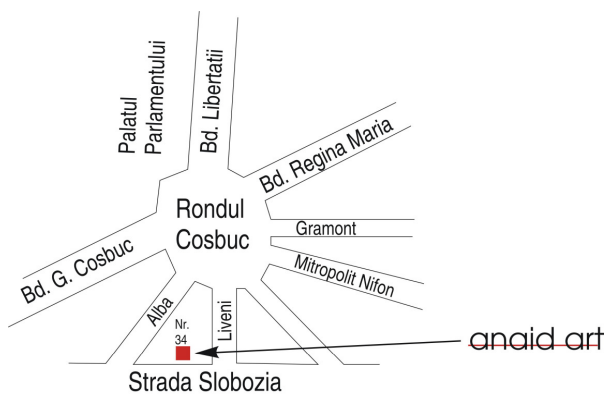 Palatul
Parlamentului
Bd. Libertatii
Bd. Regina Maria
Rondul
Cosbuc
Gramont
Mitropolit Nifon
Bd. G. Cosbuc
Alba
Nr.
34
Liveni
anaid art
Strada Slobozia